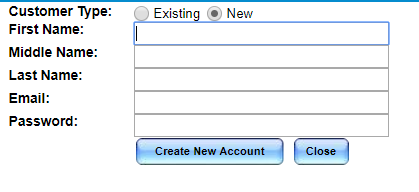 Customer Type: Existing New
First Name:
Middle Name:
Last Name:
Email:
Password:
Create New Account Close